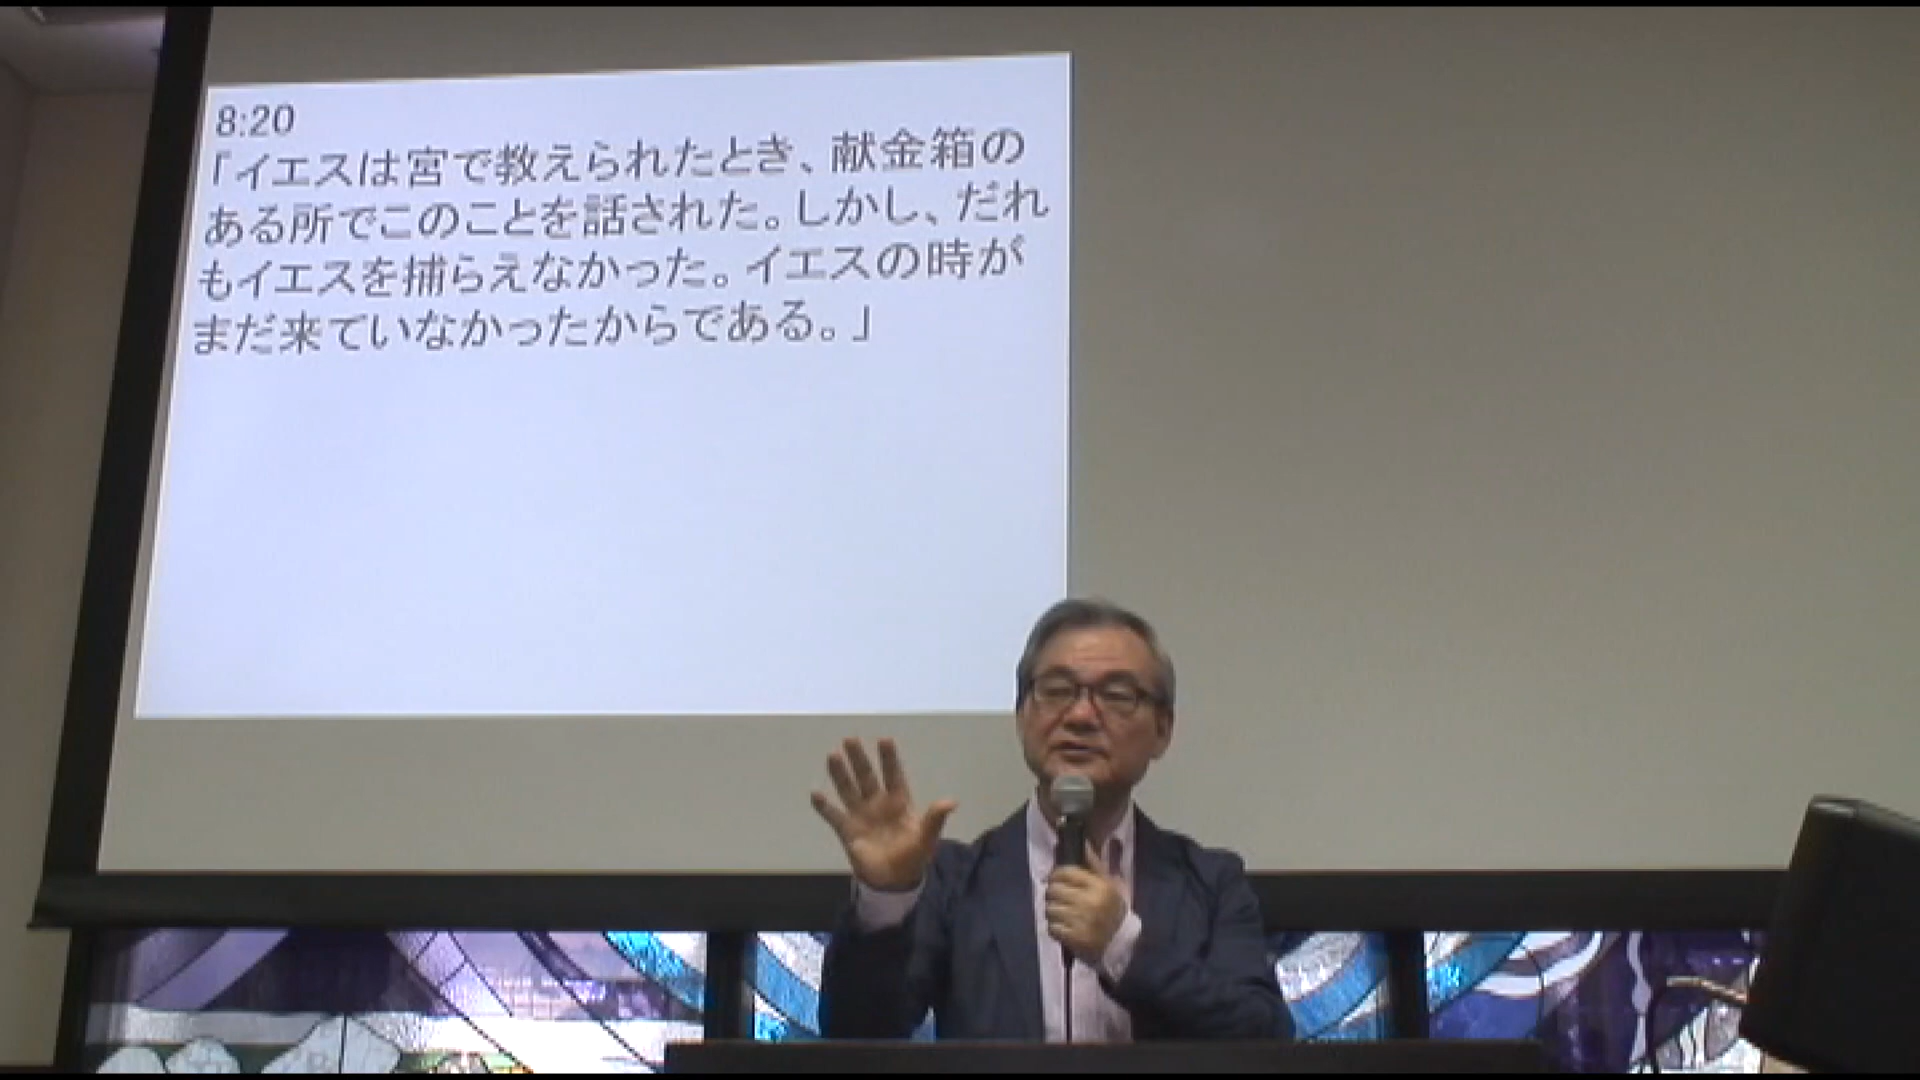 8:20
「イエスは宮で教えられたとき、献金箱の
ある所でこのことを話された。しかし、だれ
もイエスを捕らえなかった。イエスの時が
まだ来ていなかったからである。」